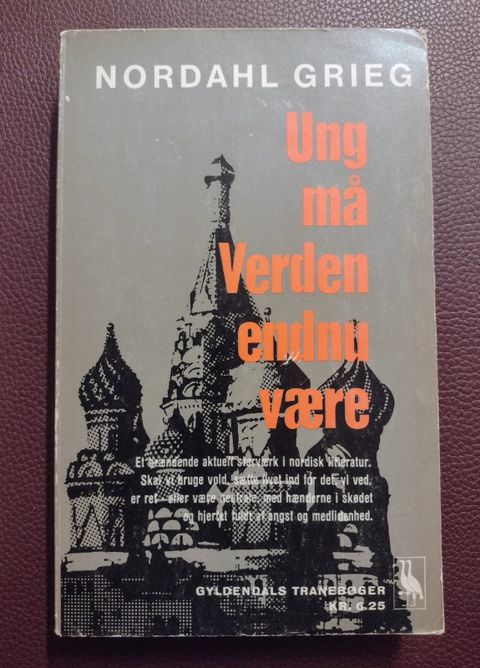 NORDAHL GRIEG
Ung
må
Verden
endnu
være
Et brændende aktuelt storværk i nordisk litteratur.
Skal vi bruge vold, sætte livet ind for det, vi ved,
er ret - eller være neutrale, med hænderne i skødet
og hjertet fuldt af angst og medlidenhed.
GYLDENDALS TRANEBØGER
KR. 6.25